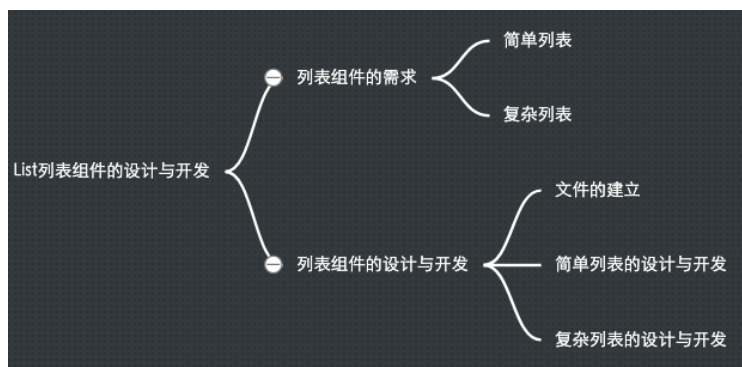 List列表组件的设计与开发
列表组件的需求
简单列表
复杂列表
列表组件的设计与开发
文件的建立
简单列表的设计与开发
复杂列表的设计与开发